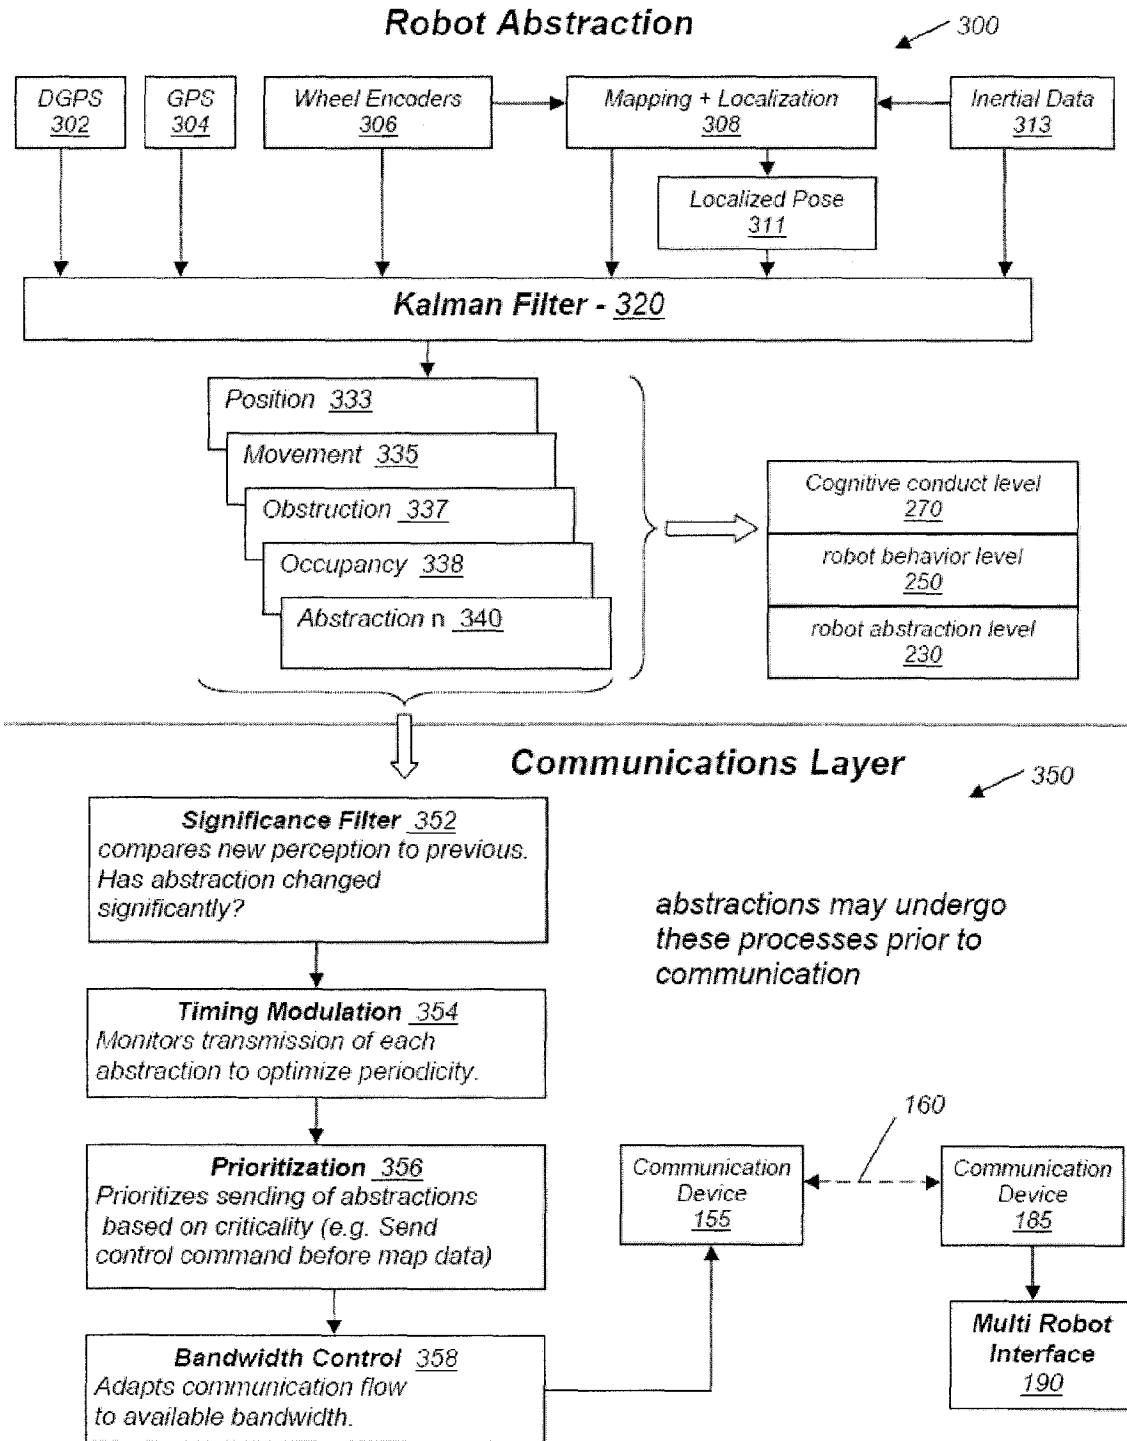 Robot Abstraction
300
DGPS
302
GPS
304
Wheel Encoders
306
Mapping + Localization
308
Inertial Data
313
Localized Pose
311
Kalman Filter - 320
Position 333
Movement 335
Obstruction 337
Occupancy 338
Abstraction n 340
Cognitive conduct level
270
robot behavior level
250
robot abstraction level
230
Communications Layer
350
Significance Filter 352
compares new perception to previous.
Has abstraction changed
significantly?
abstractions may undergo
these processes prior to
communication
Timing Modulation 354
Monitors transmission of each
abstraction to optimize periodicity.
Prioritization 356
Prioritizes sending of abstractions
based on criticality (e.g. Send
control command before map data)
160
Communication
Device
155
Communication
Device
185
Bandwidth Control 358
Adapts communication flow
to available bandwidth.
Multi Robot
Interface
190